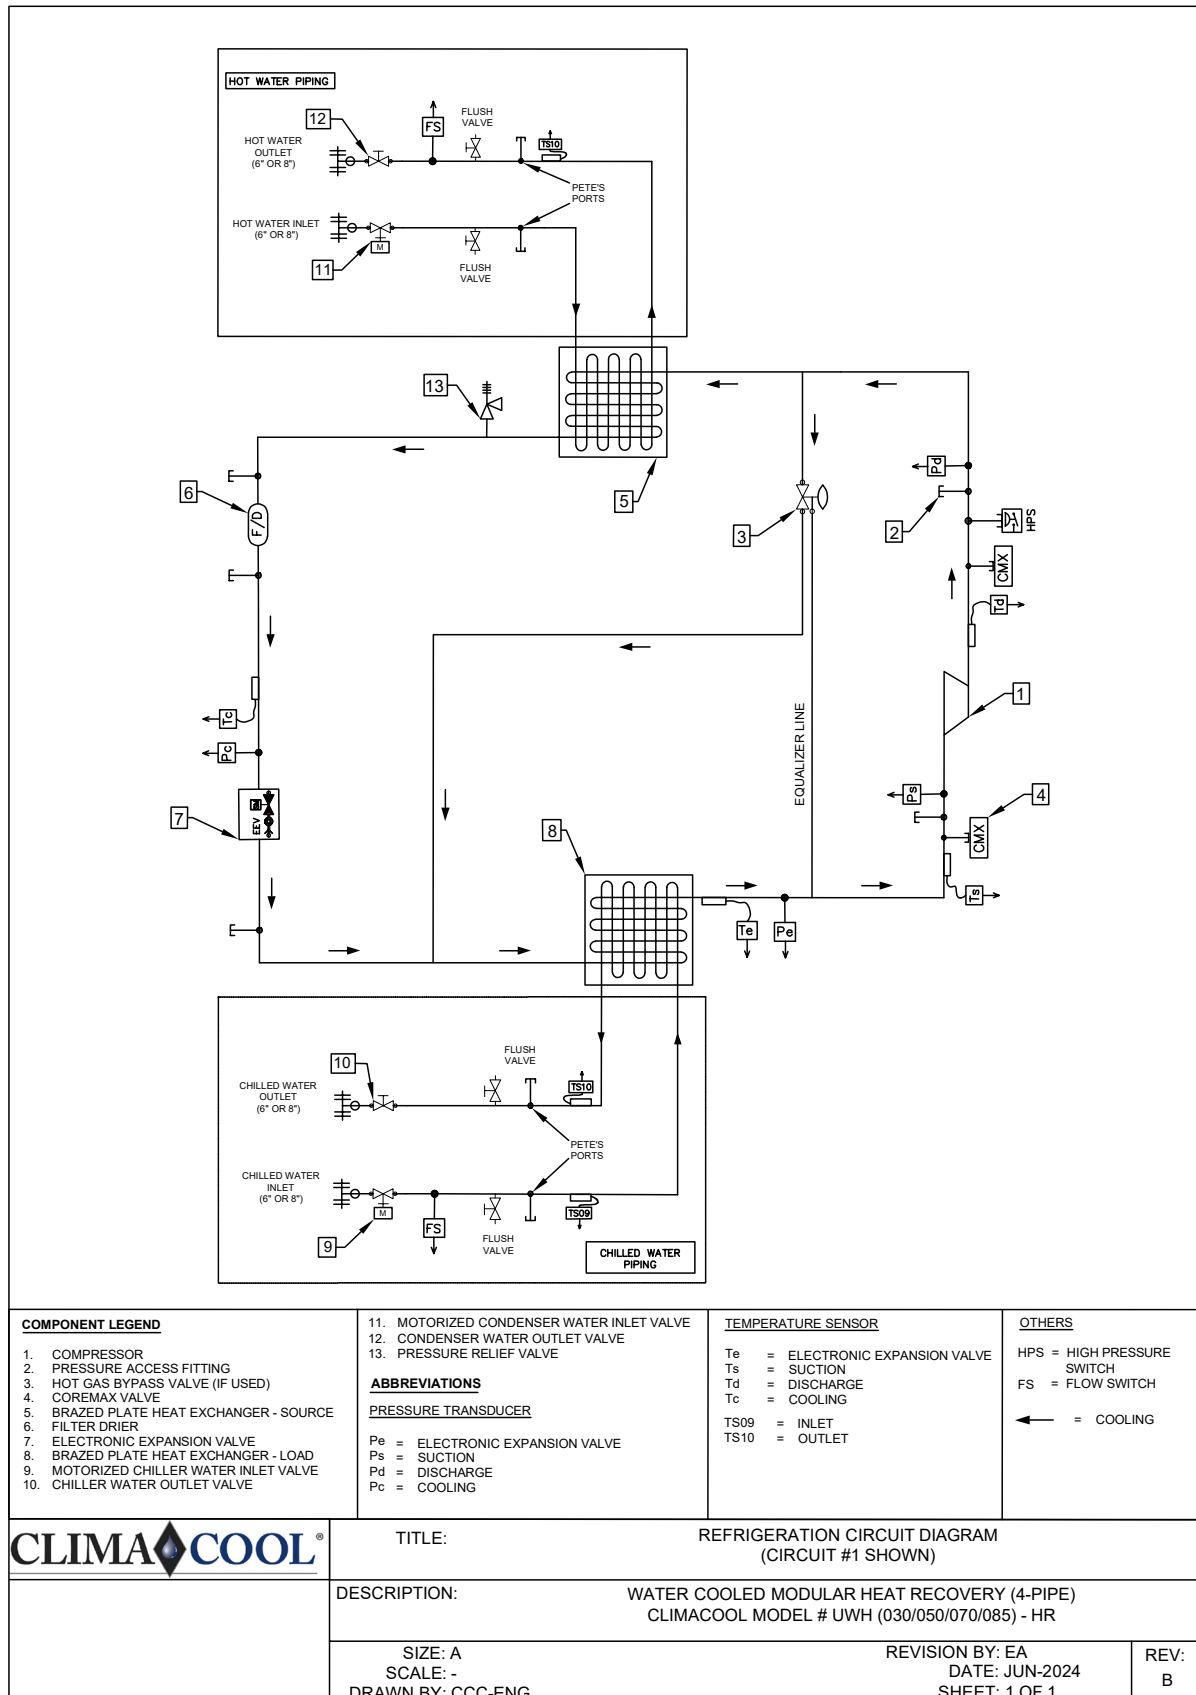 HOT WATER PIPING
12
FS
FLUSH
VALVE
TS10
HOT WATER
OUTLET
(6" OR 8")
PETE'S
PORTS
HOT WATER INLET
(6" OR 8")
M
11
FLUSH
VALVE
13
5
6
F/D
3
Pd
2
HPS
CMX
Td
1
Tc
Pc
EQUALIZER LINE
Ps
4
CMX
7
EEV
8
Ts
Te
Pe
10
FLUSH
VALVE
TS10
CHILLED WATER
OUTLET
(6" OR 8")
PETE'S
PORTS
CHILLED WATER
INLET
(6" OR 8")
M
9
FS
FLUSH
VALVE
TS09
CHILLED WATER
PIPING
COMPONENT LEGEND
1. COMPRESSOR
2. PRESSURE ACCESS FITTING
3. HOT GAS BYPASS VALVE (IF USED)
4. COREMAX VALVE
5. BRAZED PLATE HEAT EXCHANGER - SOURCE
6. FILTER DRIER
7. ELECTRONIC EXPANSION VALVE
8. BRAZED PLATE HEAT EXCHANGER - LOAD
9. MOTORIZED CHILLER WATER INLET VALVE
10. CHILLER WATER OUTLET VALVE
11. MOTORIZED CONDENSER WATER INLET VALVE
12. CONDENSER WATER OUTLET VALVE
13. PRESSURE RELIEF VALVE
ABBREVIATIONS
PRESSURE TRANSDUCER
Pe = ELECTRONIC EXPANSION VALVE
Ps = SUCTION
Pd = DISCHARGE
Pc = COOLING
TEMPERATURE SENSOR
Te = ELECTRONIC EXPANSION VALVE
Ts = SUCTION
Td = DISCHARGE
Tc = COOLING
TS09 = INLET
TS10 = OUTLET
OTHERS
HPS = HIGH PRESSURE
SWITCH
FS = FLOW SWITCH
= COOLING
CLIMACOOL®
TITLE: REFRIGERATION CIRCUIT DIAGRAM
(CIRCUIT #1 SHOWN)
DESCRIPTION: WATER COOLED MODULAR HEAT RECOVERY (4-PIPE)
CLIMACOOL MODEL # UWH (030/050/070/085) - HR
SIZE: A
SCALE: -
DRAWN BY: CCC-ENG
REVISION BY: EA
DATE: JUN-2024
SHEET: 1 OF 1
REV:
B